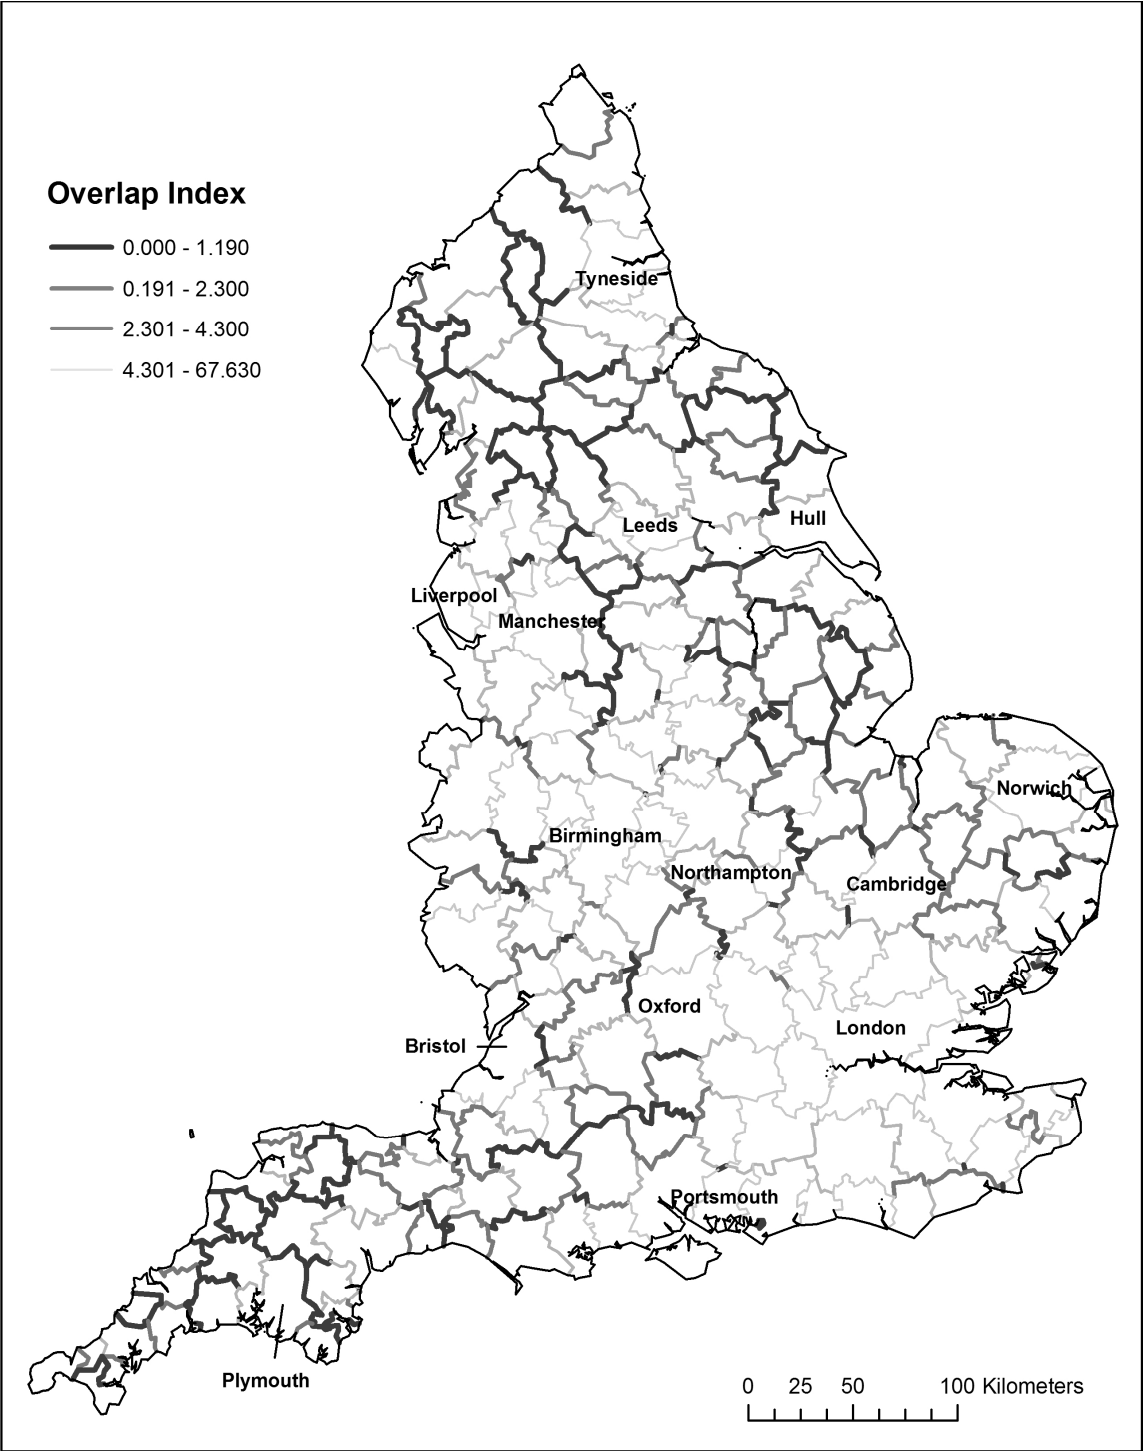 Overlap Index
0.000 - 1.190
0.191 - 2.300
2.301 - 4.300
4.301 - 67.630
Tyneside
Leeds
Hull
Liverpool
Mancheste
Norwich
Birmingham
Northampton
Cambridge
Oxford
London
Bristol
Portsmouth
Plymouth
0 25 50 100 Kilometers